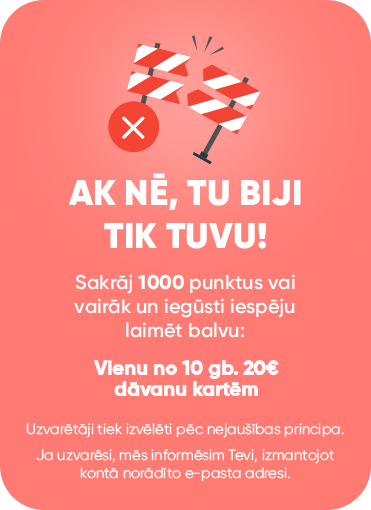 AK NĒ, TU BIJI
TIK TUVU!
Sakrāj 1000 punktus vai
vairāk un iegūsti iespēju
laimēt balvu:
Vienu no 10 gb. 20€
dāvanu kartēm
Uzvarētāji tiek izvēlēti pēc nejaušības principa.
Ja uzvarēsi, mēs informēsim Tevi, izmantojot
kontā norādīto e-pasta adresi.